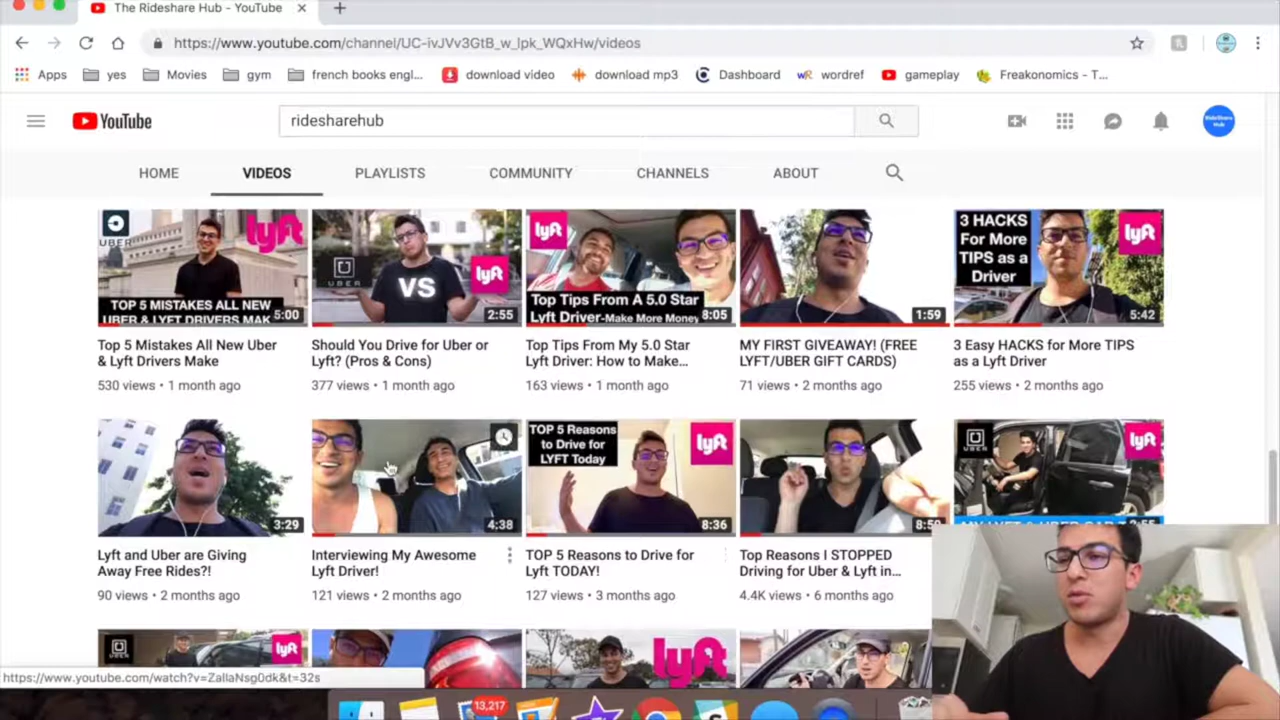 The Rideshare Hub - YouTube
https://www.youtube.com/channel/UC-ivJVv3GtB_w_lpk_WQxHw/videos
Apps yes Movies gym french books engl... download video download mp3 Dashboard wordref gameplay Freakonomics - T...
YouTube
ridesharehub
RideShare Hub
HOME VIDEOS PLAYLISTS COMMUNITY CHANNELS ABOUT
UBER lyft
TOP 5 MISTAKES ALL NEW
UBER & LYFT DRIVERS MAK
5:00
UBER VS lyft
2:55
lyft
Top Tips From A 5.0 Star
Lyft Driver-Make More Money
8:05
1:59
3 HACKS
For More
TIPS as a
Driver
lyft
5:42
Top 5 Mistakes All New Uber
& Lyft Drivers Make
530 views • 1 month ago
Should You Drive for Uber or
Lyft? (Pros & Cons)
377 views • 1 month ago
Top Tips From My 5.0 Star
Lyft Driver: How to Make...
163 views • 1 month ago
MY FIRST GIVEAWAY! (FREE
LYFT/UBER GIFT CARDS)
71 views • 2 months ago
3 Easy HACKS for More TIPS
as a Lyft Driver
255 views • 2 months ago
3:29
4:38
TOP 5 Reasons
to Drive for
LYFT Today
lyft
8:36
UBER
lyft
Lyft and Uber are Giving
Away Free Rides?!
90 views • 2 months ago
Interviewing My Awesome
Lyft Driver!
121 views • 2 months ago
TOP 5 Reasons to Drive for
Lyft TODAY!
127 views • 3 months ago
Top Reasons I STOPPED
Driving for Uber & Lyft in...
4.4K views • 6 months ago
UBER
lyft
lyft
https://www.youtube.com/watch?v=ZallaNsg0dk&t=32s
13,217